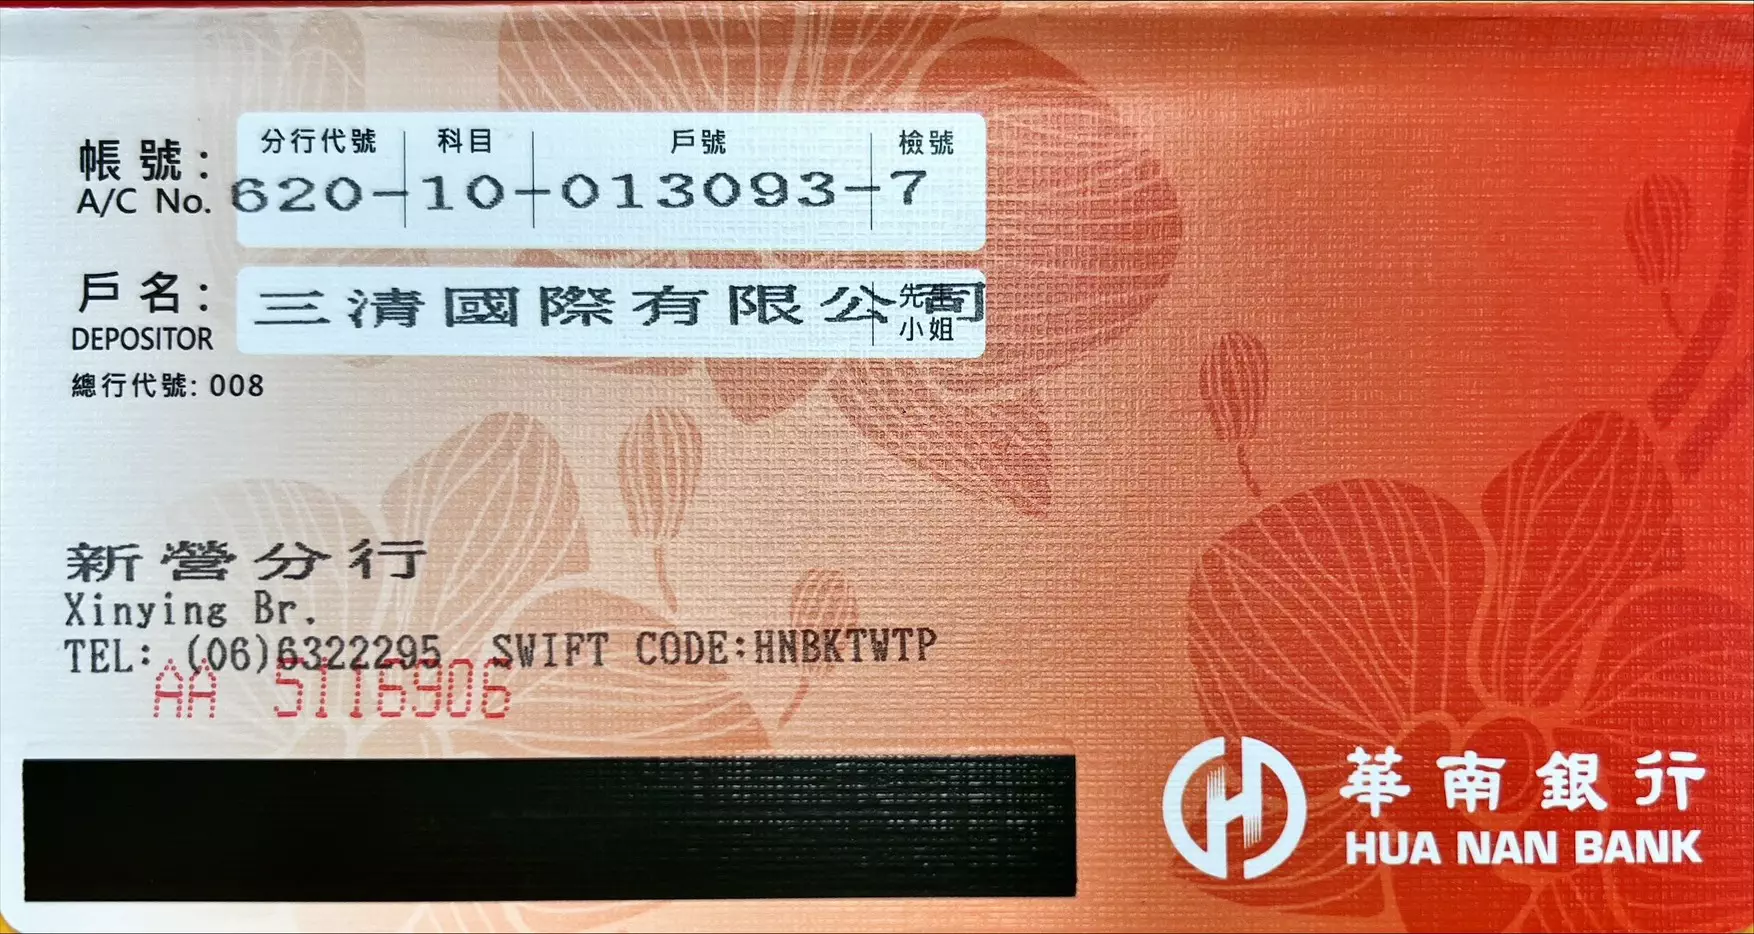 帳號:
A/C No.
分行代號 科目 戶號 檢號
620-10-013093-7
戶名:
DEPOSITOR
三清國際有限公司
先生
小姐
總行代號: 008
新營分行
Xinying Br.
TEL: (06)6322295 SWIFT CODE:HNBKTWTP
AA 5116906
華南銀行
HUA NAN BANK